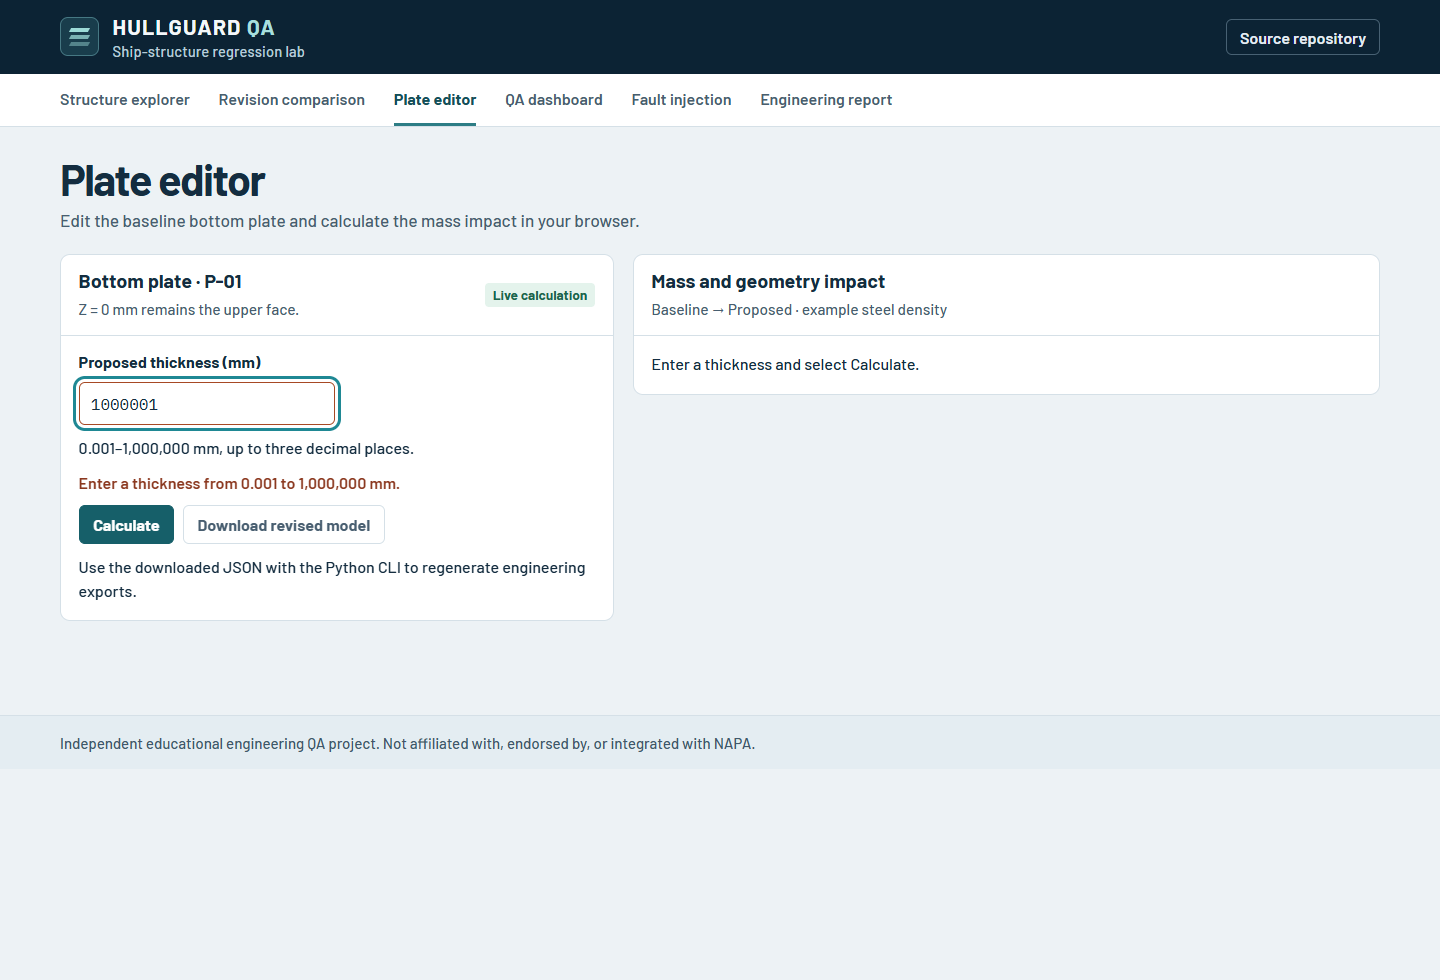 HULLGUARD QA
Ship-structure regression lab
Source repository
Structure explorer
Revision comparison
Plate editor
QA dashboard
Fault injection
Engineering report
Plate editor
Edit the baseline bottom plate and calculate the mass impact in your browser.
Bottom plate · P-01
Z = 0 mm remains the upper face.
Live calculation
Proposed thickness (mm)
1000001
0.001–1,000,000 mm, up to three decimal places.
Enter a thickness from 0.001 to 1,000,000 mm.
Calculate
Download revised model
Use the downloaded JSON with the Python CLI to regenerate engineering
exports.
Mass and geometry impact
Baseline → Proposed · example steel density
Enter a thickness and select Calculate.
Independent educational engineering QA project. Not affiliated with, endorsed by, or integrated with NAPA.